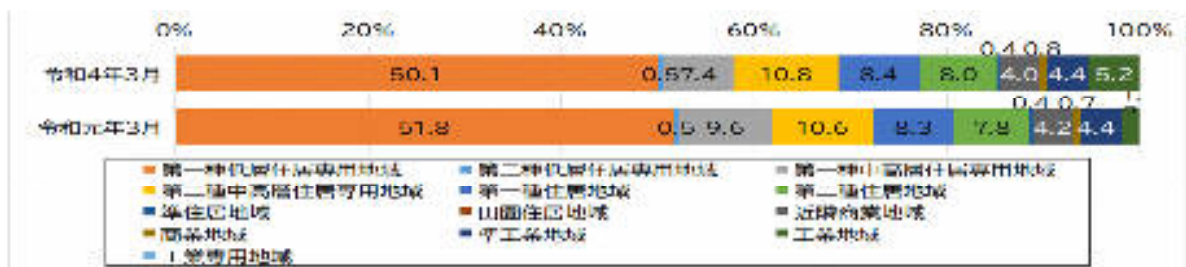 0% 20% 40% 60% 80% 100%
0.4 0.8
令和4年3月 50.1 0.5 7.4 10.8 8.4 8.0 4.0 4.4 5.2
0.4 0.7
令和元年3月 51.8 0.5 9.6 10.6 8.3 7.8 4.2 4.4
第一種低層住居専用地域 第二種低層住居専用地域 第一種中高層住居専用地域
第二種中高層住居専用地域 第一種住居地域 第二種住居地域
準住居地域 田園住居地域 近隣商業地域
商業地域 準工業地域 工業地域
工業専用地域